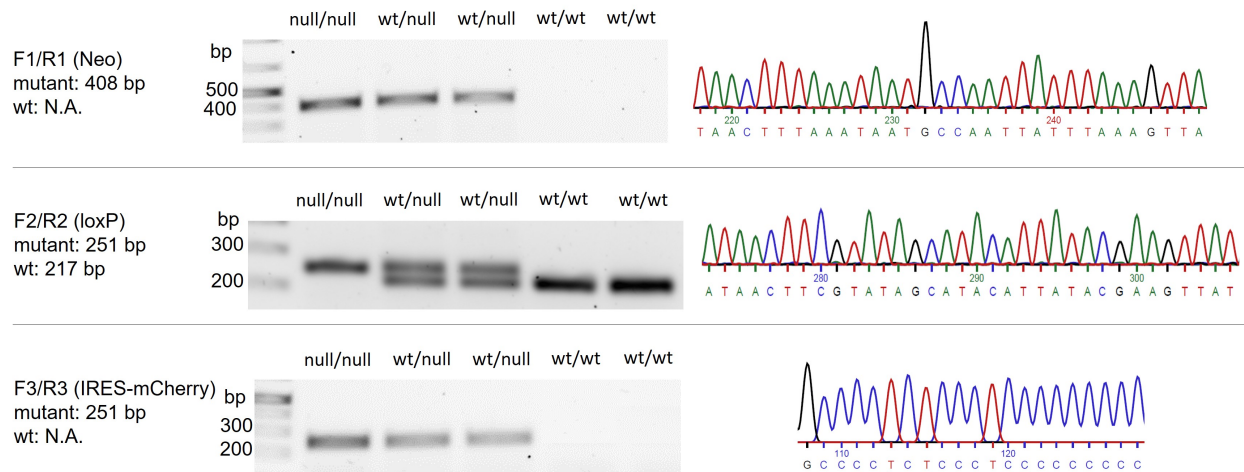 null/null wt/null wt/null wt/wt wt/wt
F1/R1 (Neo)
mutant: 408 bp
wt: N.A.
bp
500
400
220 230 240
T A A C T T T A A A T A A T G C C A A T T A T T T A A A G T T A
null/null wt/null wt/null wt/wt wt/wt
F2/R2 (loxP)
mutant: 251 bp
wt: 217 bp
bp
300
200
280 290 300
A T A A C T T C G T A T A G C A T A C A T T A T A C G A A G T T A T
null/null wt/null wt/null wt/wt wt/wt
F3/R3 (IRES-mCherry)
mutant: 251 bp
wt: N.A.
bp
300
200
110 120
G C C C C T C T C C C T C C C C C C C C C